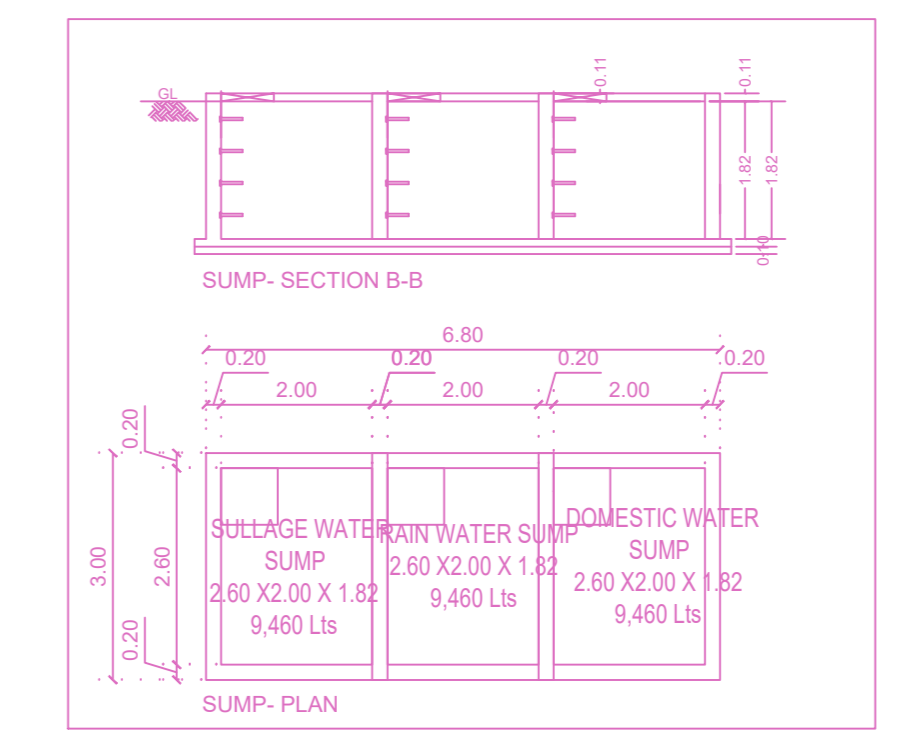 GL
0.11
0.11
1.82
1.82
0.10
SUMP- SECTION B-B
6.80
0.20
0.20
0.20
0.20
2.00
2.00
2.00
0.20
3.00
2.60
0.20
SULLAGE WATER
SUMP
2.60 X2.00 X 1.82
9,460 Lts
RAIN WATER SUMP
2.60 X2.00 X 1.82
9,460 Lts
DOMESTIC WATER
SUMP
2.60 X2.00 X 1.82
9,460 Lts
SUMP- PLAN